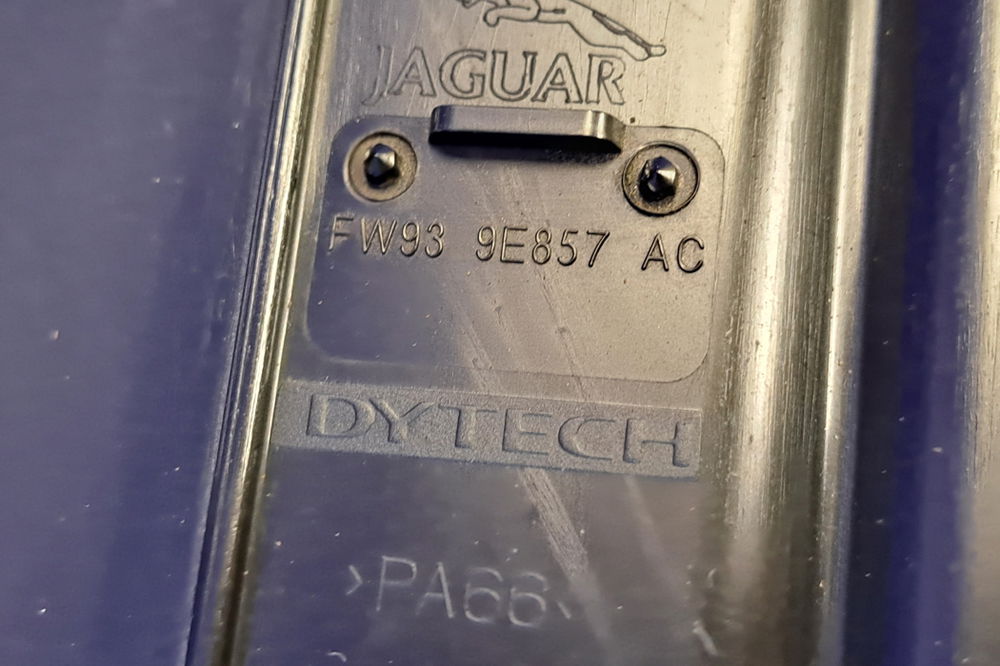 JAGUAR
FW93 9E857 AC
DYTECH
>PA66<